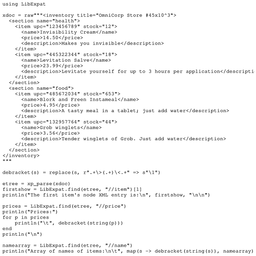 using LibExpat

xdoc = raw"""<inventory title="OmniCorp Store #45x10^3">
  <section name="health">
    <item upc="123456789" stock="12">
      <name>Invisibility Cream</name>
      <price>14.50</price>
      <description>Makes you invisible</description>
    </item>
    <item upc="445322344" stock="18">
      <name>Levitation Salve</name>
      <price>23.99</price>
      <description>Levitate yourself for up to 3 hours per application</descripti
    </item>
  </section>
  <section name="food">
    <item upc="485672034" stock="653">
      <name>Blork and Freen Instameal</name>
      <price>4.95</price>
      <description>A tasty meal in a tablet; just add water</description>
    </item>
    <item upc="132957764" stock="44">
      <name>Grob winglets</name>
      <price>3.56</price>
      <description>Tender winglets of Grob. Just add water</description>
    </item>
  </section>
</inventory>
"""

debracket(s) = replace(s, r".+\>(.+)\<.+" => s"\1")

etree = xp_parse(xdoc)
firstshow = LibExpat.find(etree, "//item")[1]
println("The first item's node XML entry is:\n", firstshow, "\n\n")

prices = LibExpat.find(etree, "//price")
println("Prices:")
for p in prices
    println("\t", debracket(string(p)))
end
println("\n")

namearray = LibExpat.find(etree, "//name")
println("Array of names of items:\n\t", map(s -> debracket(string(s)), namearray)